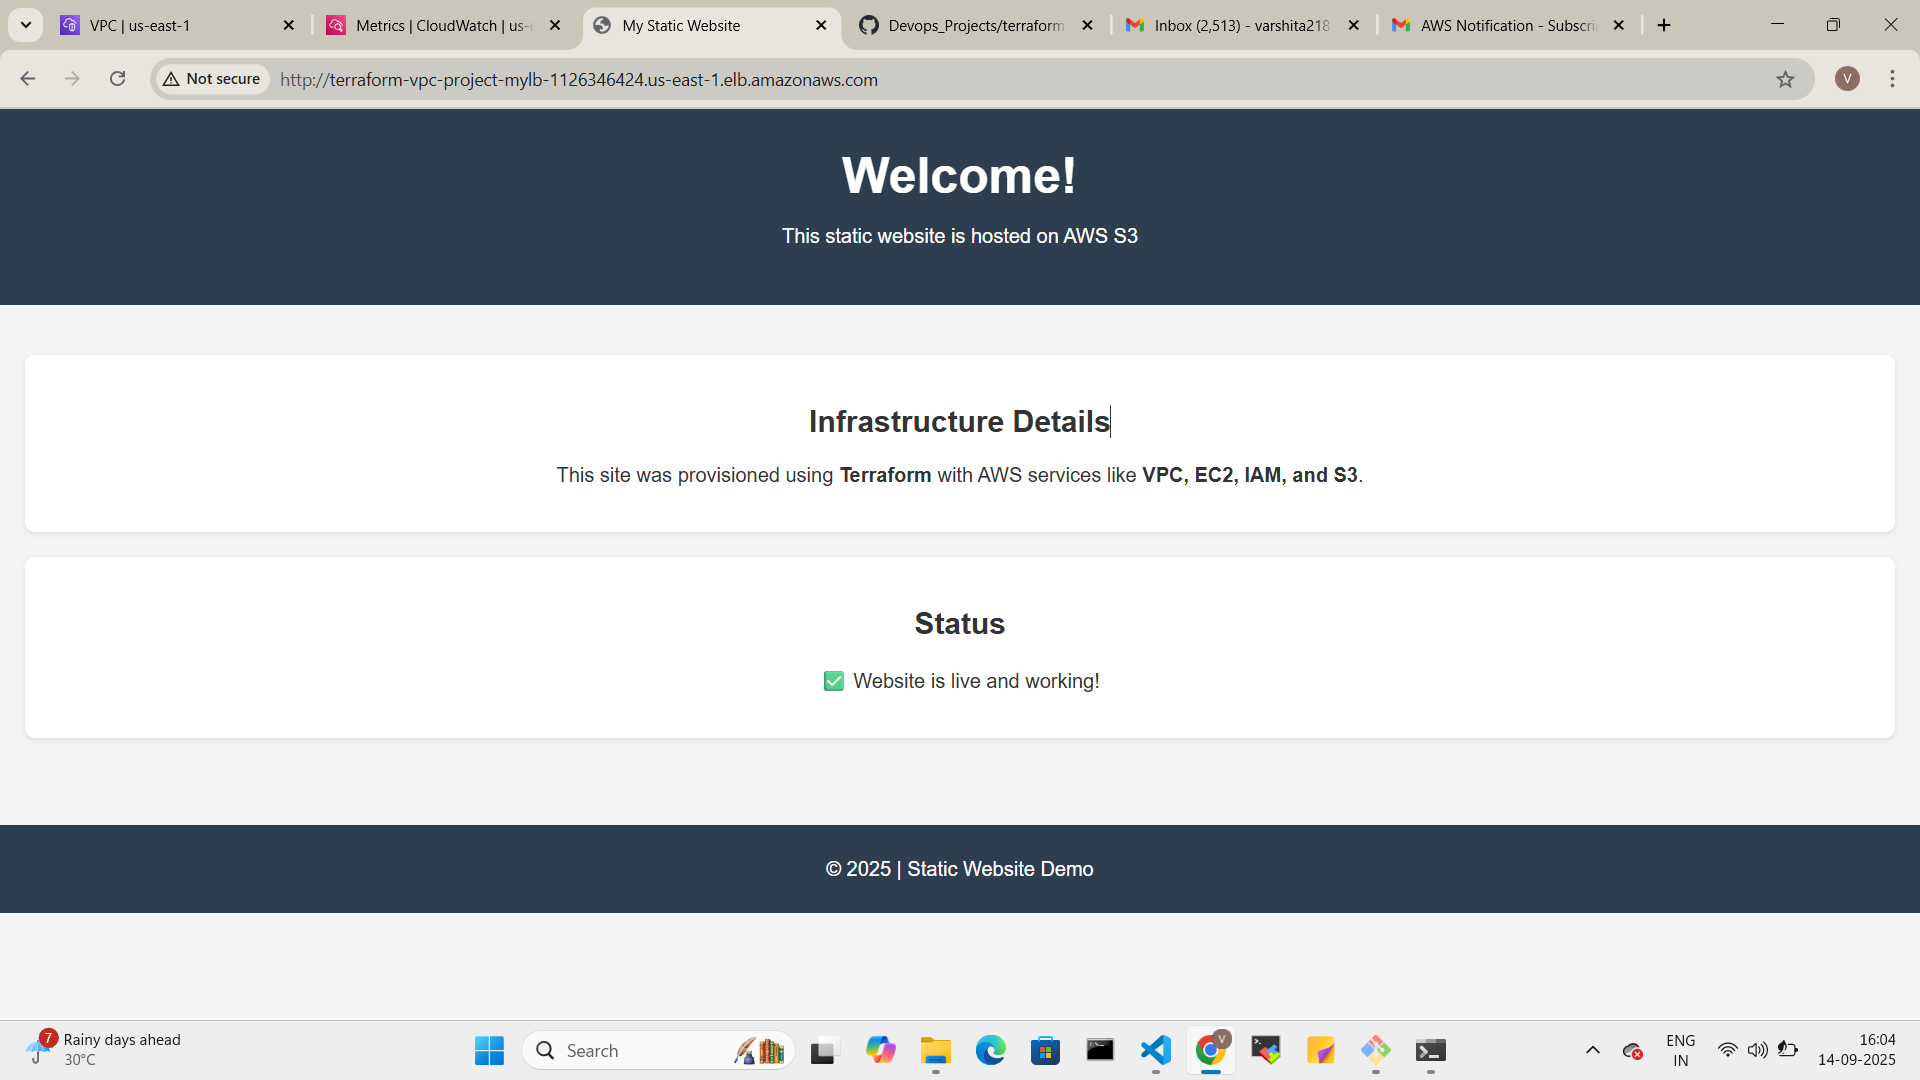 VPC | us-east-1
Metrics | CloudWatch | us-e
My Static Website
Devops_Projects/terraform
Inbox (2,513) - varshita218
AWS Notification - Subscri
Not secure
http://terraform-vpc-project-mylb-1126346424.us-east-1.elb.amazonaws.com
V
Welcome!
This static website is hosted on AWS S3
Infrastructure Details
This site was provisioned using Terraform with AWS services like VPC, EC2, IAM, and S3.
Status
✅ Website is live and working!
© 2025 | Static Website Demo
7
Rainy days ahead
30°C
Search
V
ENG
IN
16:04
14-09-2025